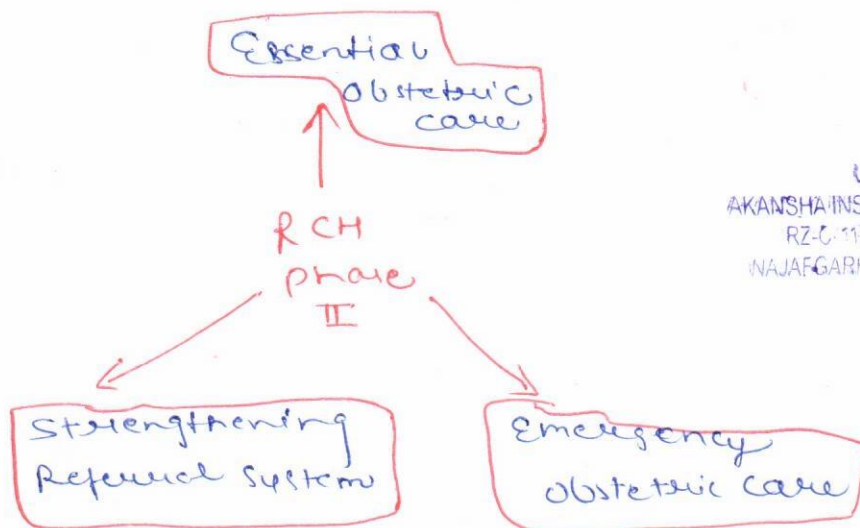 Essential
Obstetric
care
RCH
phase
II
AKANSHA INS
RZ-C-11
NAJAFGAR
Strengthening
Referral System
Emergency
Obstetric care